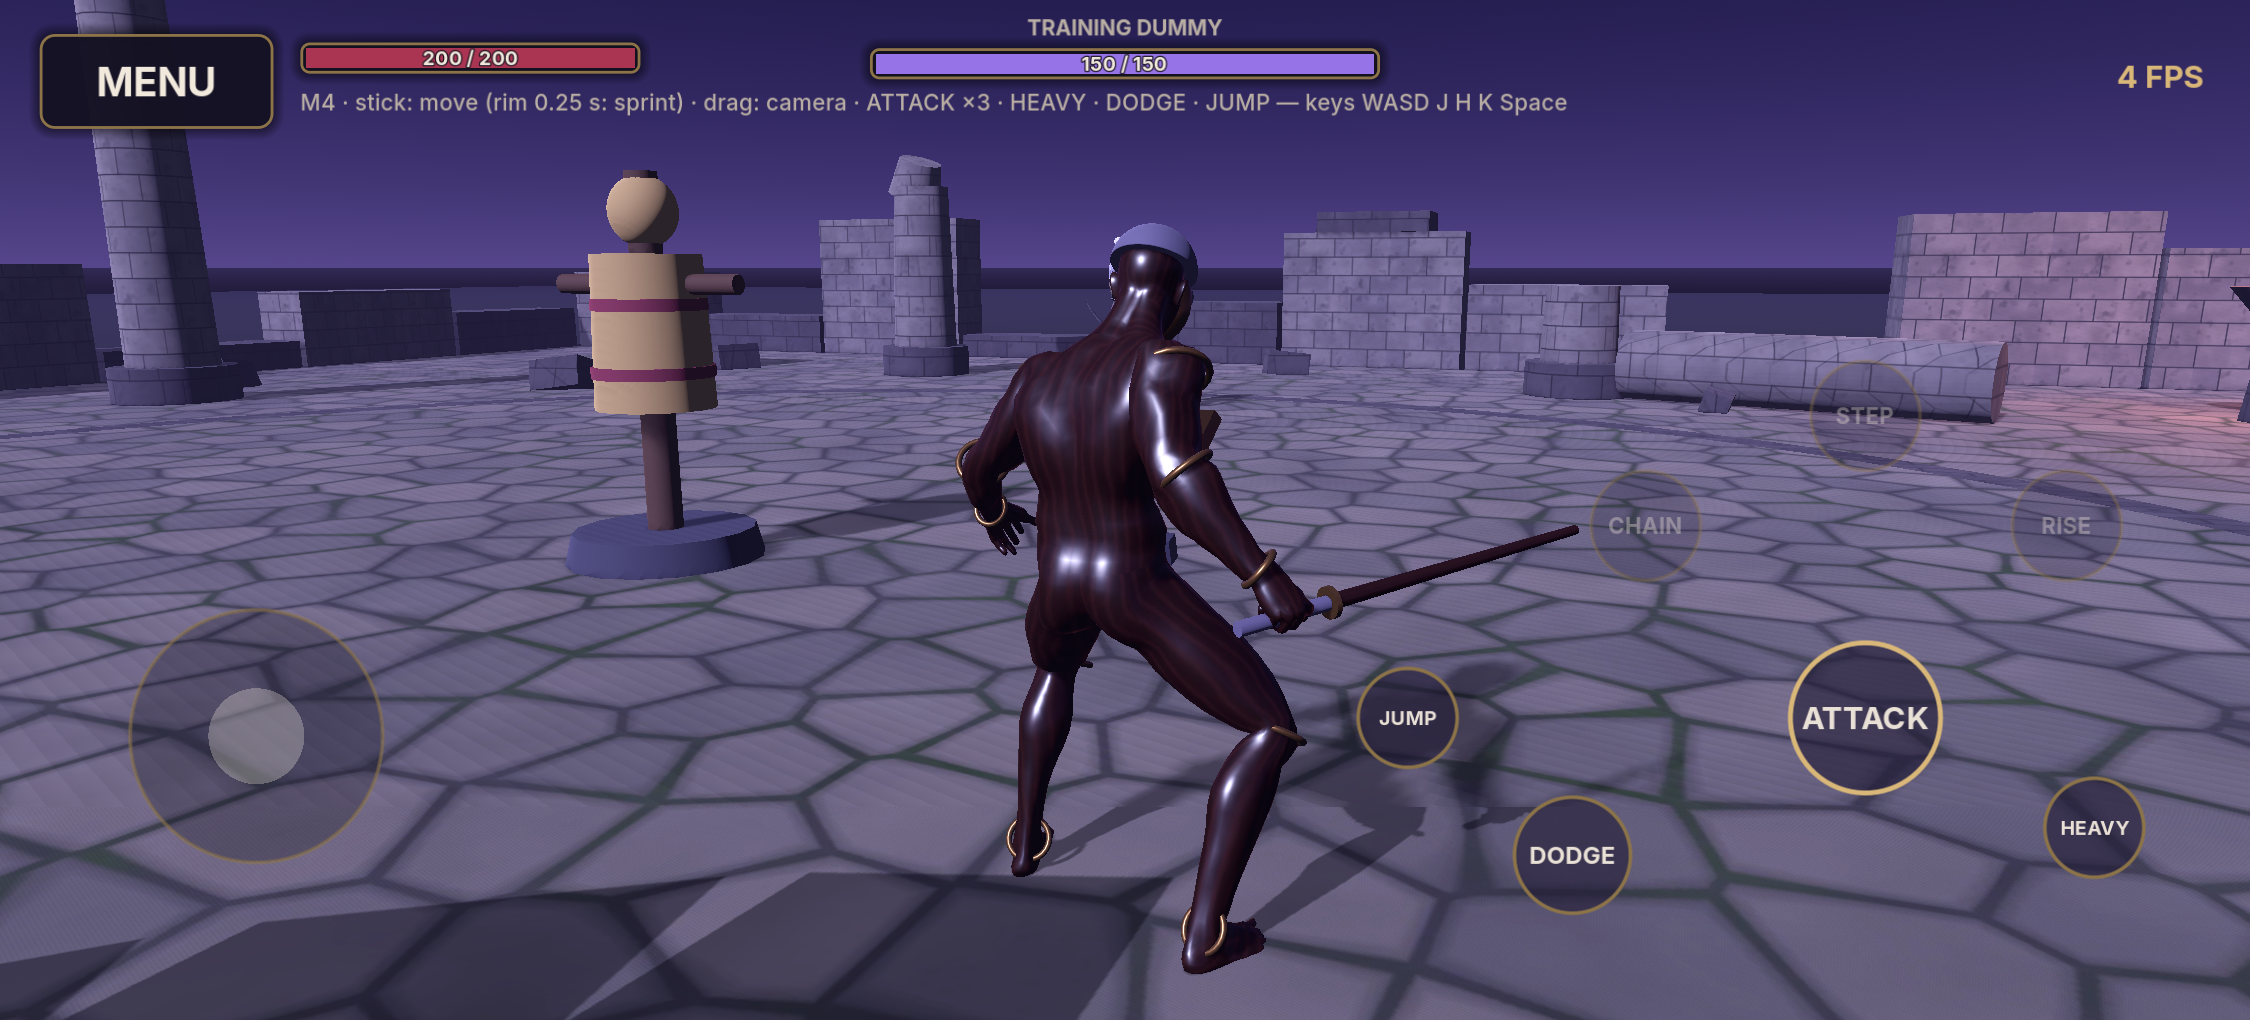 TRAINING DUMMY
MENU
200 / 200
150 / 150
4 FPS
M4 · stick: move (rim 0.25 s: sprint) · drag: camera · ATTACK ×3 · HEAVY · DODGE · JUMP — keys WASD J H K Space
STEP
CHAIN
RISE
JUMP
ATTACK
HEAVY
DODGE